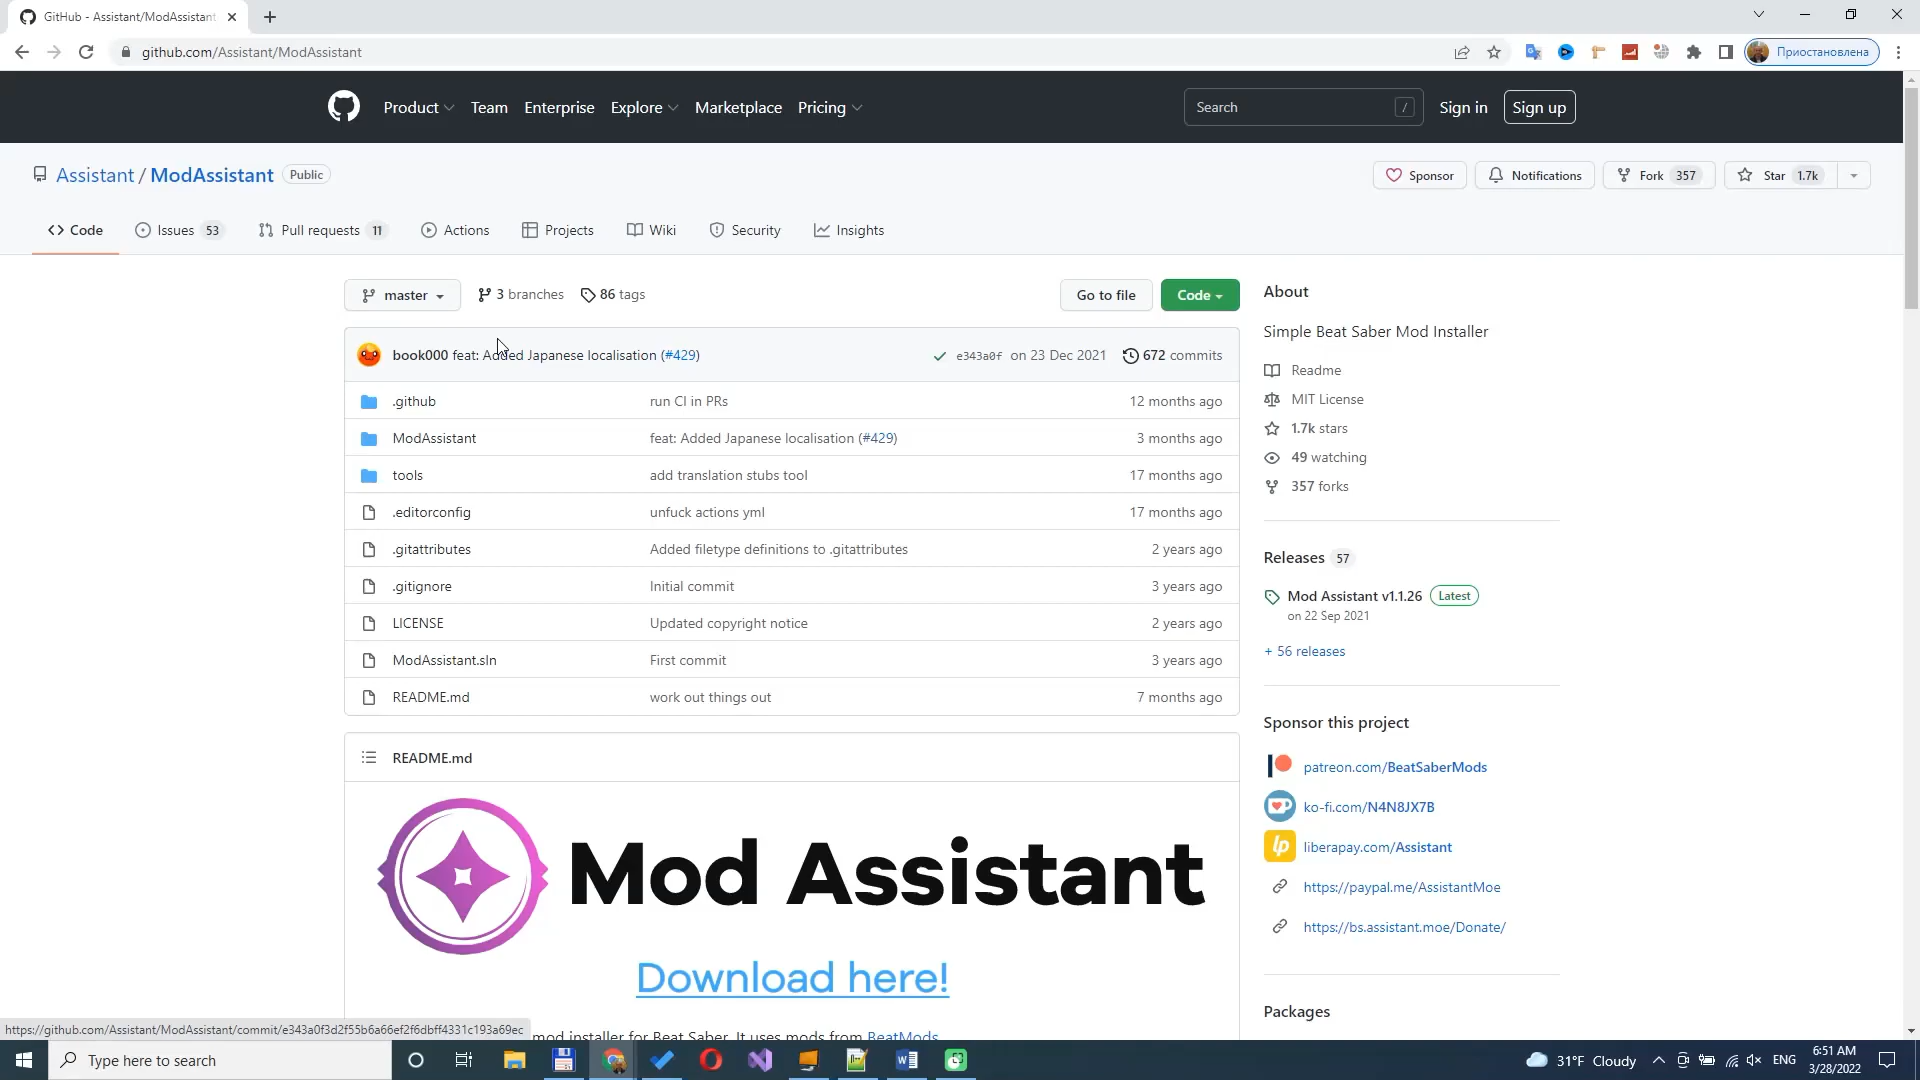 GitHub - Assistant/ModAssistant
github.com/Assistant/ModAssistant
Приостановлена
Product Team Enterprise Explore Marketplace Pricing
Search /
Sign in Sign up
Assistant / ModAssistant Public
Sponsor Notifications Fork 357 Star 1.7k
<> Code Issues 53 Pull requests 11 Actions Projects Wiki Security Insights
master 3 branches 86 tags Go to file Code
book000 feat: Added Japanese localisation (#429) e343a0f on 23 Dec 2021 672 commits
.github run CI in PRs 12 months ago
ModAssistant feat: Added Japanese localisation (#429) 3 months ago
tools add translation stubs tool 17 months ago
.editorconfig unfuck actions yml 17 months ago
.gitattributes Added filetype definitions to .gitattributes 2 years ago
.gitignore Initial commit 3 years ago
LICENSE Updated copyright notice 2 years ago
ModAssistant.sln First commit 3 years ago
README.md work out things out 7 months ago
README.md
Mod Assistant
Download here!
mod installer for Beat Saber. It uses mods from BeatMods
About
Simple Beat Saber Mod Installer
Readme
MIT License
1.7k stars
49 watching
357 forks
Releases 57
Mod Assistant v1.1.26 Latest
on 22 Sep 2021
+ 56 releases
Sponsor this project
patreon.com/BeatSaberMods
ko-fi.com/N4N8JX7B
lp liberapay.com/Assistant
https://paypal.me/AssistantMoe
https://bs.assistant.moe/Donate/
Packages
https://github.com/Assistant/ModAssistant/commit/e343a0f3d2f55b6a66ef2f6dbff4331c193a69ec
Type here to search
31°F Cloudy
ENG
6:51 AM
3/28/2022